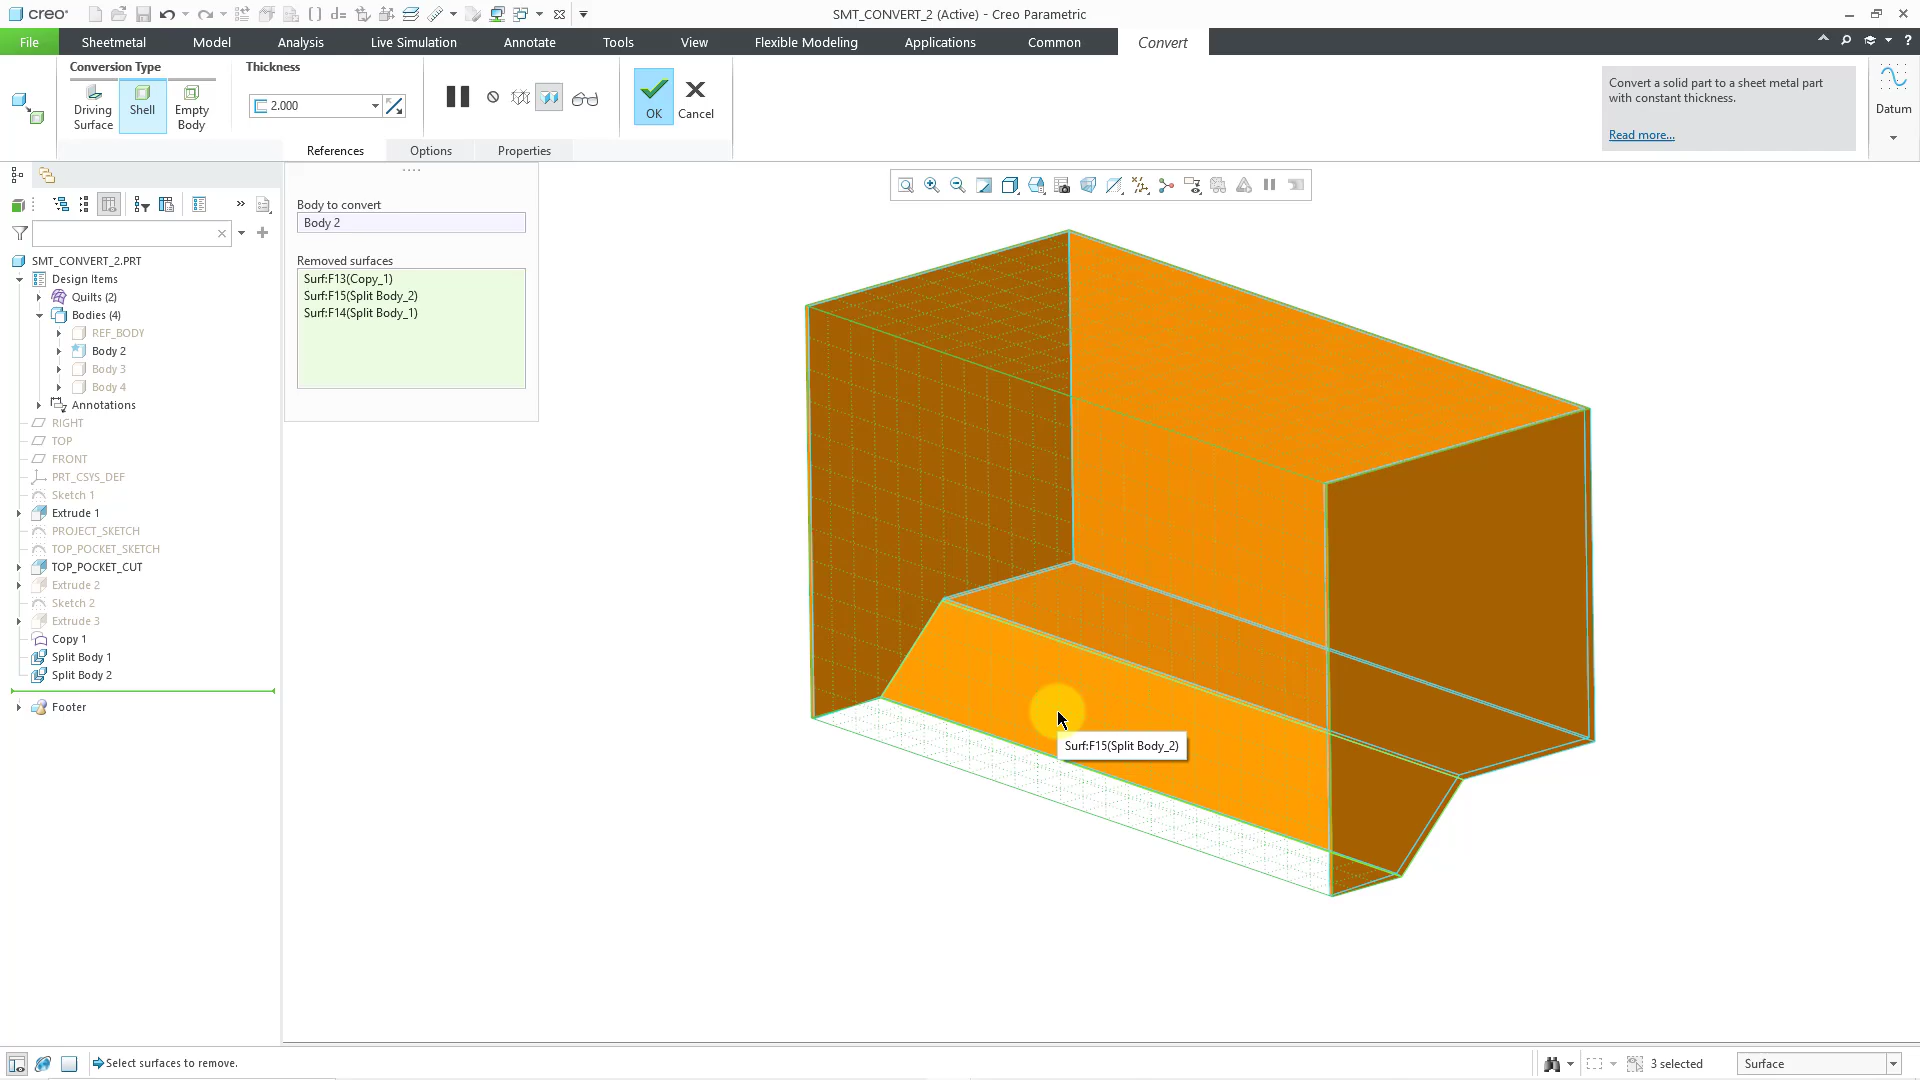 creo
SMT_CONVERT_2 (Active) - Creo Parametric
File
Sheetmetal
Model
Analysis
Live Simulation
Annotate
Tools
View
Flexible Modeling
Applications
Common
Convert
Conversion Type
Thickness
Driving
Surface
Shell
Empty
Body
2.000
OK
Cancel
Convert a solid part to a sheet metal part
with constant thickness.
Read more...
Datum
References
Options
Properties
Body to convert
Body 2
Removed surfaces
Surf:F13(Copy_1)
Surf:F15(Split Body_2)
Surf:F14(Split Body_1)
SMT_CONVERT_2.PRT
Design Items
Quilts (2)
Bodies (4)
REF_BODY
Body 2
Body 3
Body 4
Annotations
RIGHT
TOP
FRONT
PRT_CSYS_DEF
Sketch 1
Extrude 1
PROJECT_SKETCH
TOP_POCKET_SKETCH
TOP_POCKET_CUT
Extrude 2
Sketch 2
Extrude 3
Copy 1
Split Body 1
Split Body 2
Footer
Surf:F15(Split Body_2)
Select surfaces to remove.
3 selected
Surface